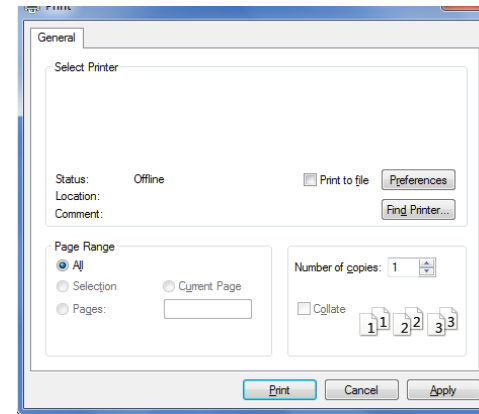 Print
General
Select Printer
Status: Offline
Print to file
Preferences
Location:
Comment:
Find Printer...
Page Range
All
Selection
Current Page
Pages:
Number of copies: 1
Collate
1 1 2 2 3 3
Print
Cancel
Apply